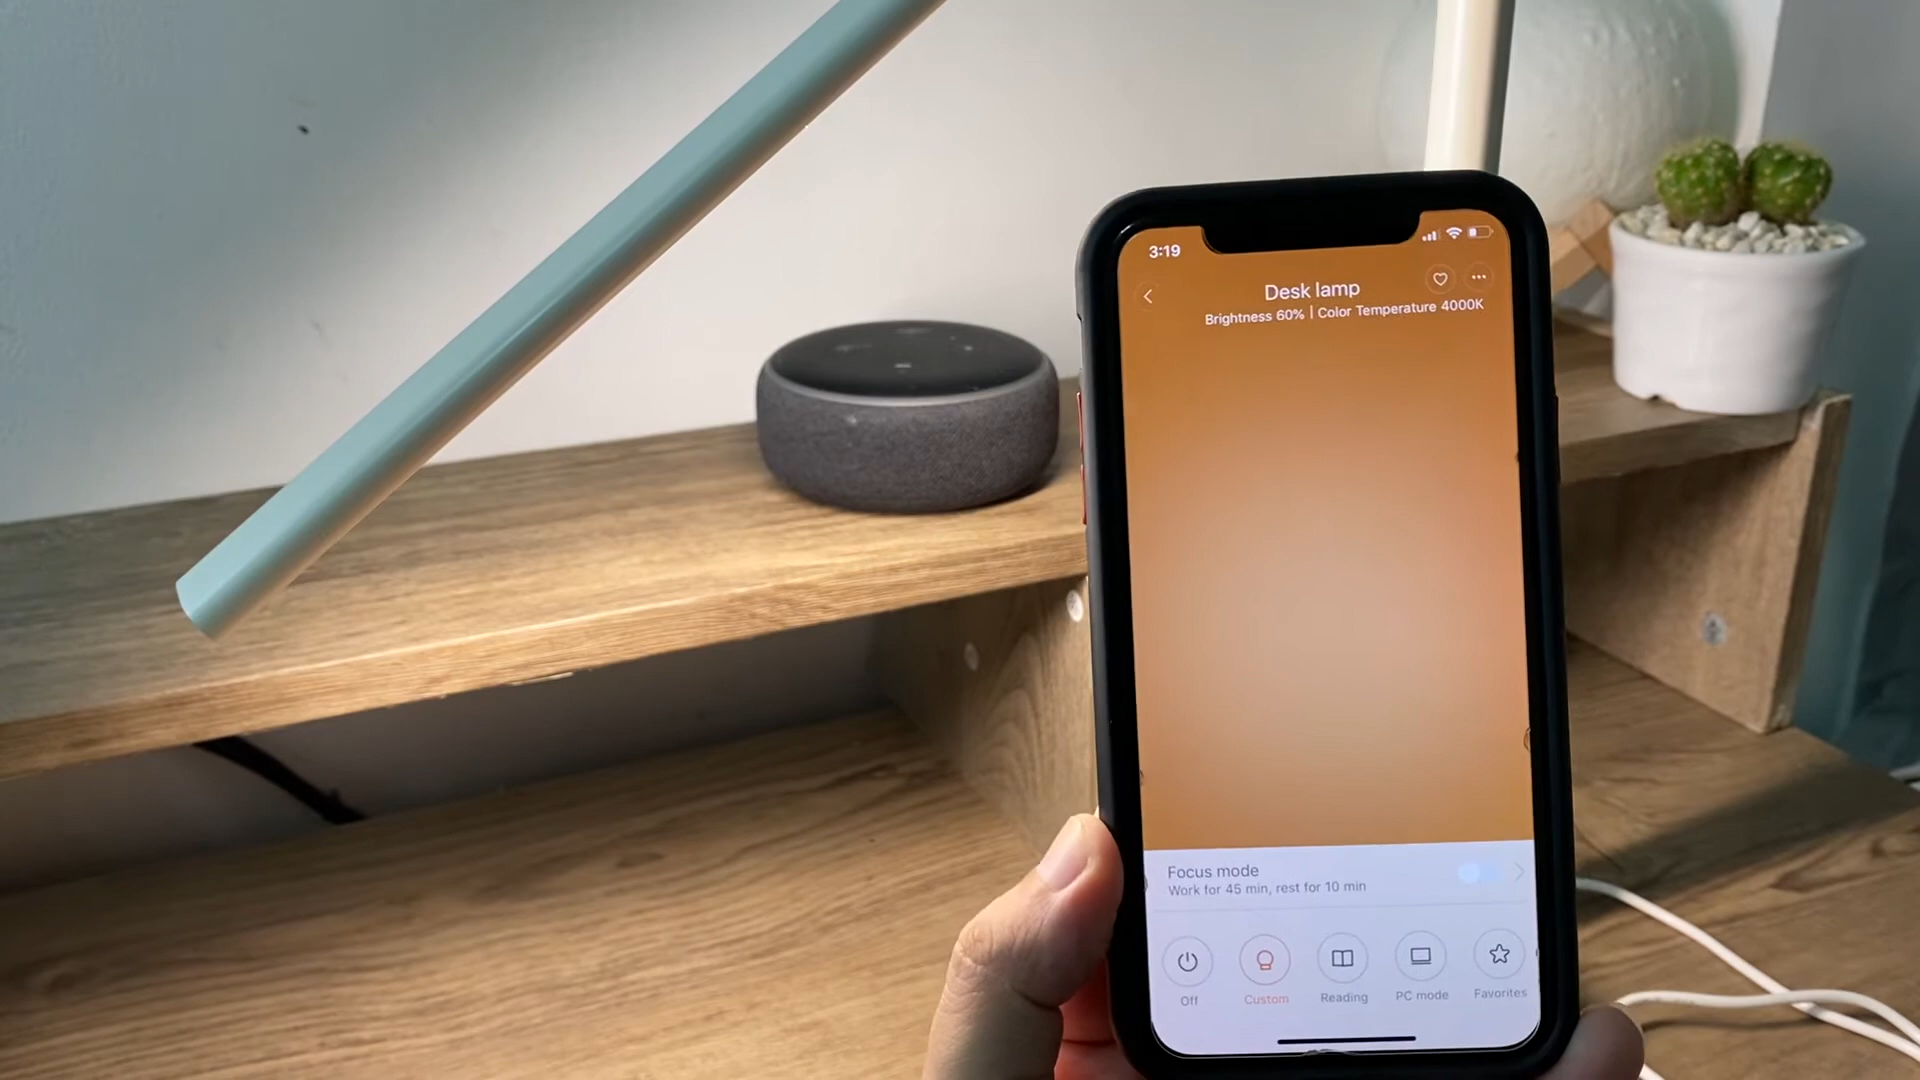 3:19
Desk lamp
Brightness 60% | Color Temperature 4000K
Focus mode
Work for 45 min, rest for 10 min
Off
Custom
Reading
PC mode
Favorites